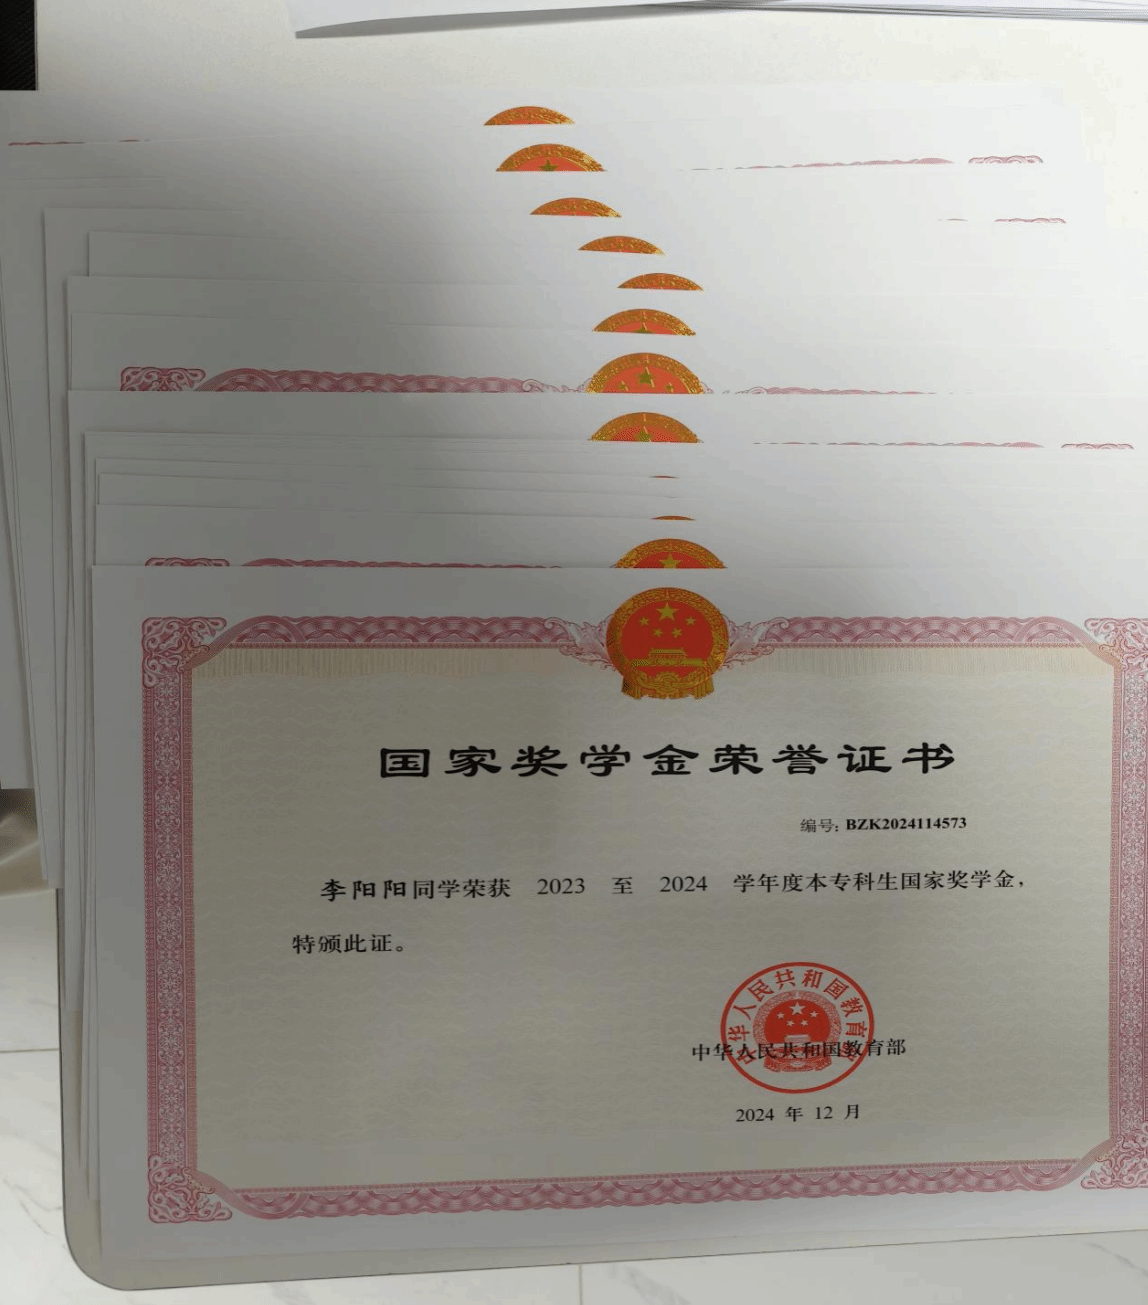 国家奖学金荣誉证书
编号: BZK2024114573
李阳阳同学荣获 2023 至 2024 学年度本专科生国家奖学金，
特颁此证。
中华人民共和国教育部
中华人民共和国教育部
2024 年 12 月